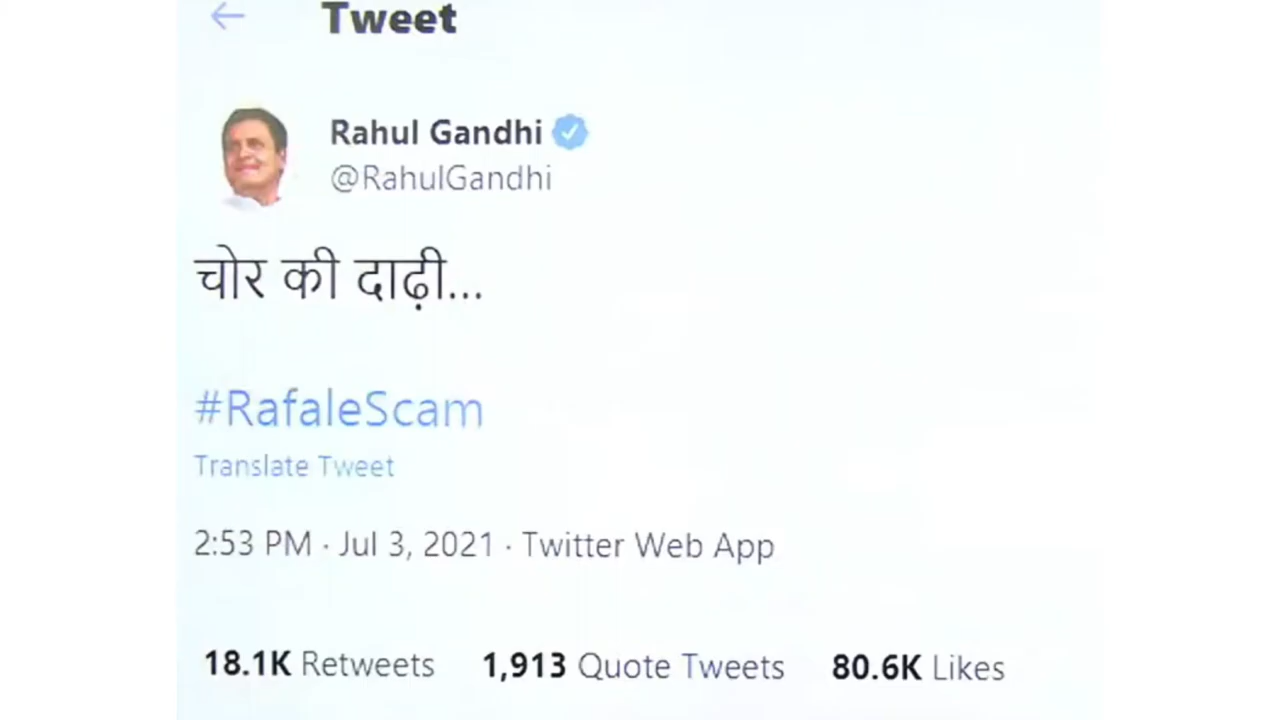 Tweet
Rahul Gandhi
@RahulGandhi
चोर की दाढ़ी...
#RafaleScam
Translate Tweet
2:53 PM · Jul 3, 2021 · Twitter Web App
18.1K Retweets 1,913 Quote Tweets 80.6K Likes